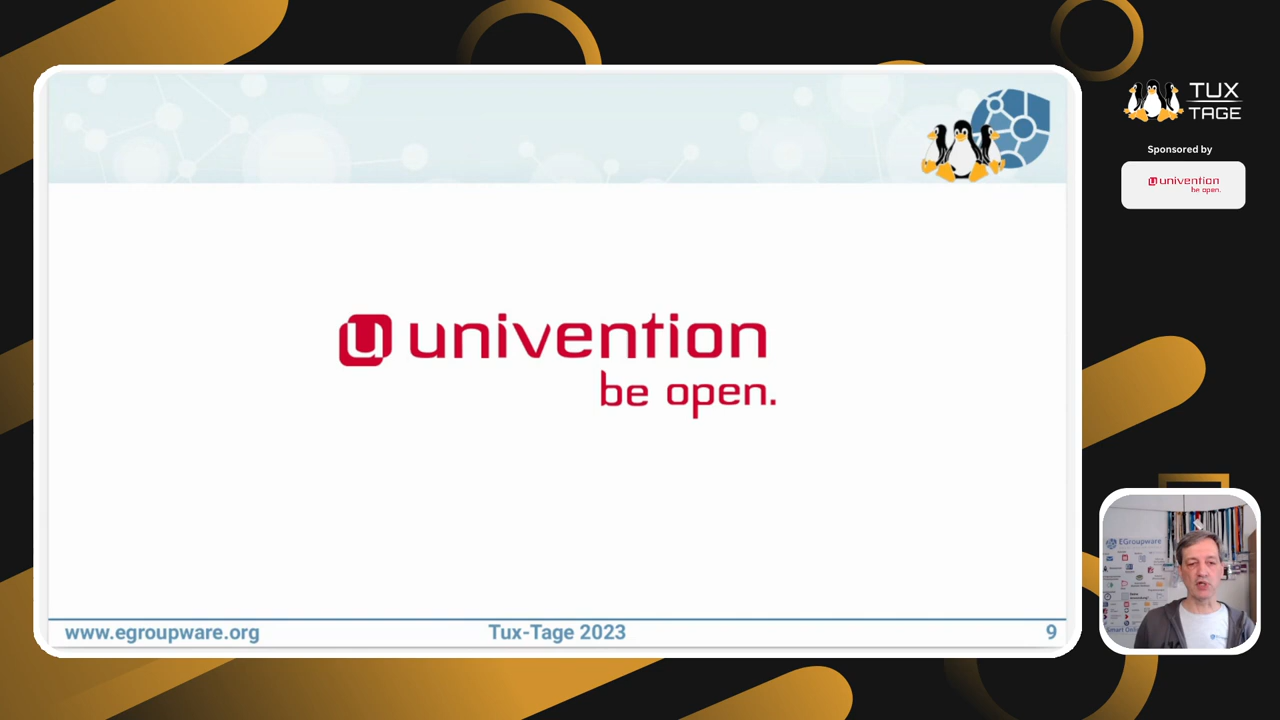 univention
be open.
www.egroupware.org
Tux-Tage 2023
9
TUX
TAGE
Sponsored by
univention
be open.
EGroupware